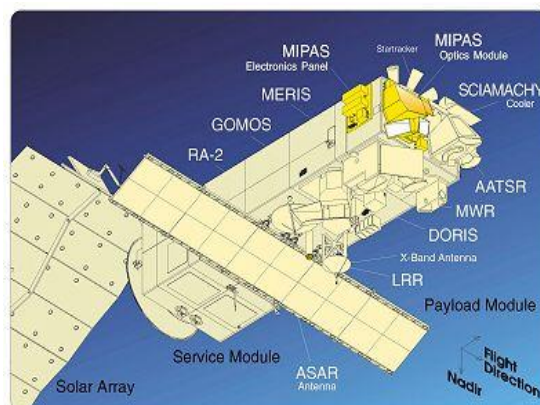 MIPAS
Electronics Panel
Startracker
MIPAS
Optics Module
MERIS
SCIAMACHY
Cooler
GOMOS
RA-2
AATSR
MWR
DORIS
X-Band Antenna
LRR
Payload Module
Service Module
ASAR
Antenna
Solar Array
Flight
Direction
Nadir